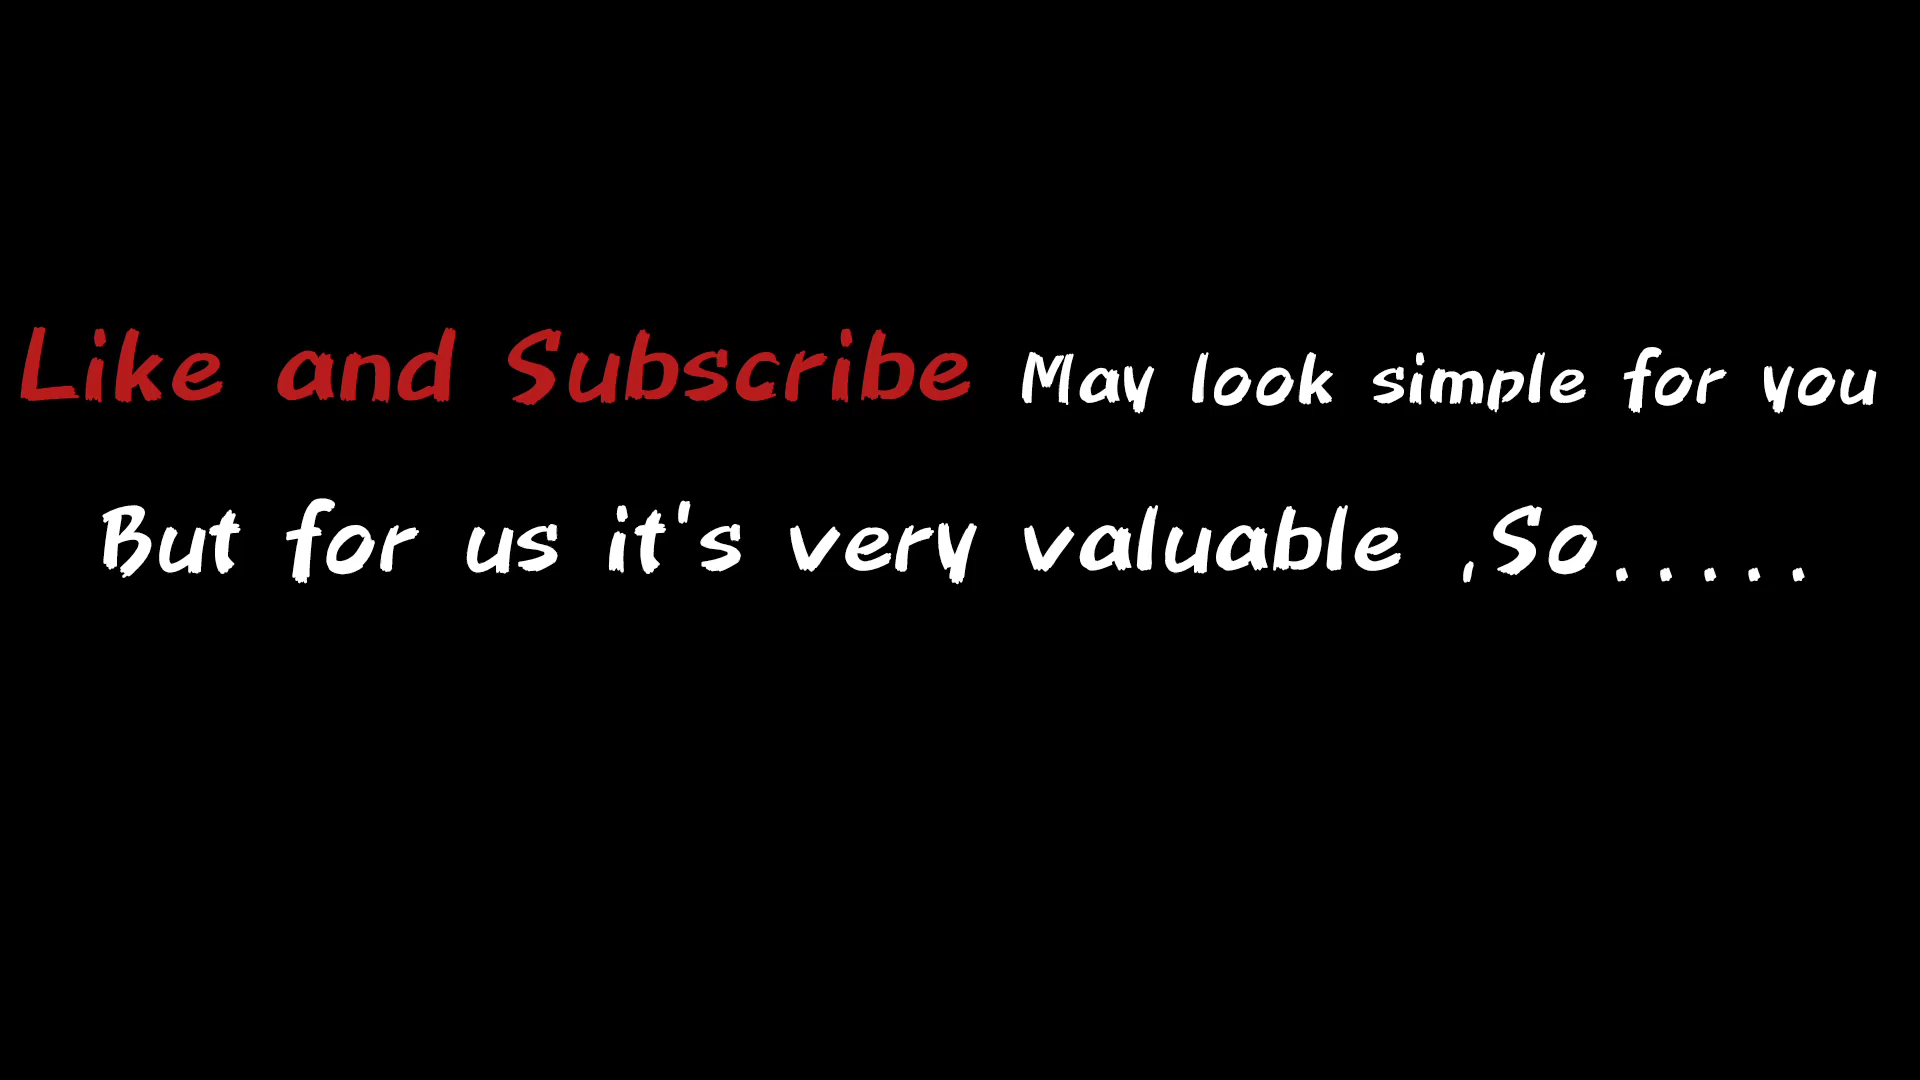 Like and Subscribe May look simple for you
But for us it's very valuable ,So.....